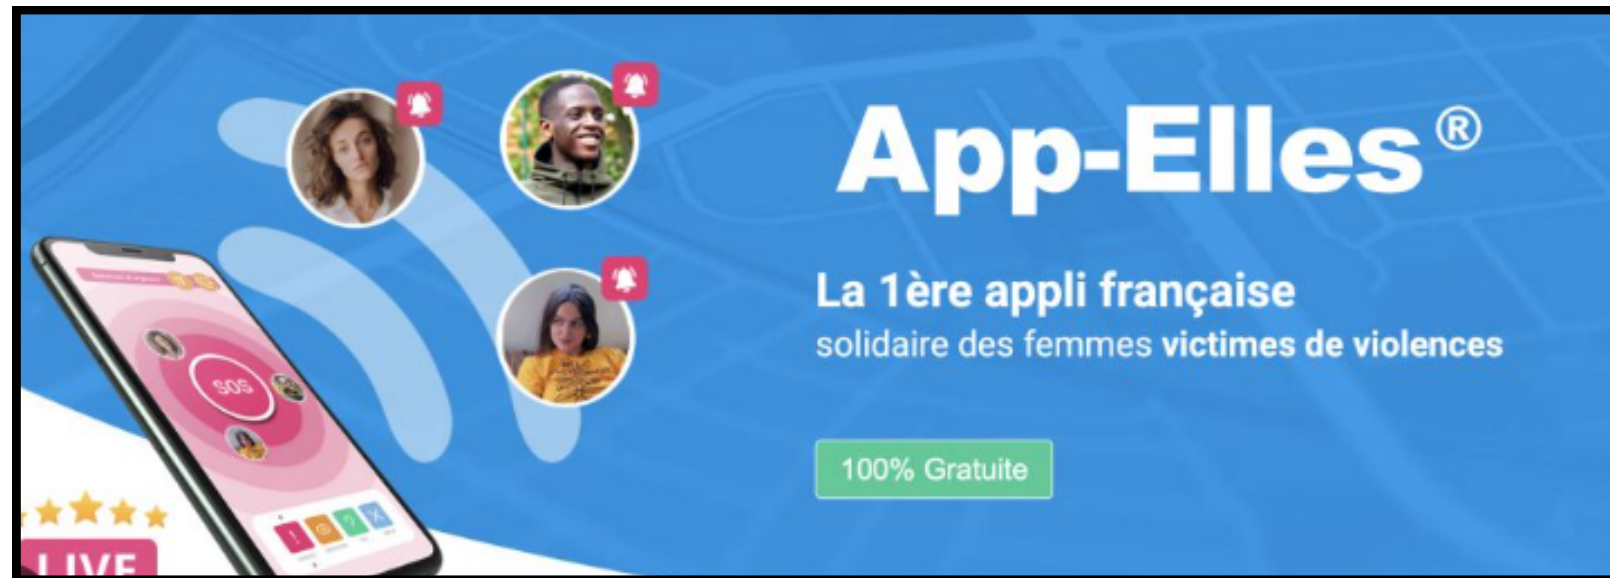 App-Elles®
La 1ère appli française
solidaire des femmes victimes de violences
100% Gratuite
SOS
LIVE